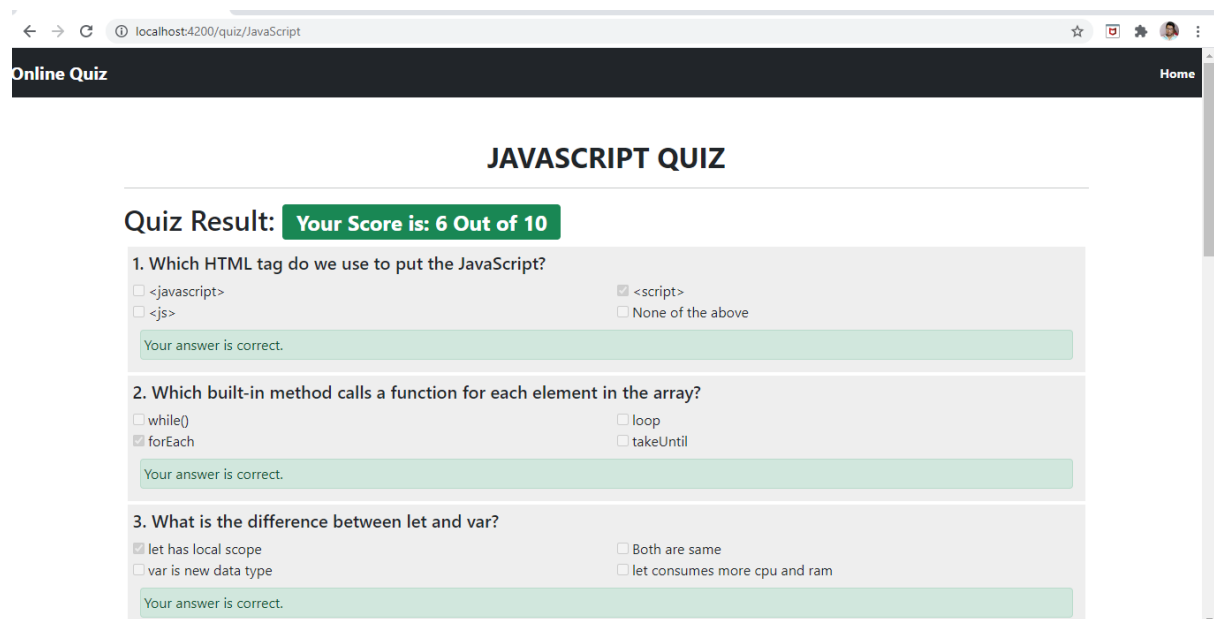 localhost:4200/quiz/JavaScript
Online Quiz Home
JAVASCRIPT QUIZ
Quiz Result: Your Score is: 6 Out of 10
1. Which HTML tag do we use to put the JavaScript?
<javascript> <script>
<js> None of the above
Your answer is correct.
2. Which built-in method calls a function for each element in the array?
while() loop
forEach takeUntil
Your answer is correct.
3. What is the difference between let and var?
let has local scope Both are same
var is new data type let consumes more cpu and ram
Your answer is correct.